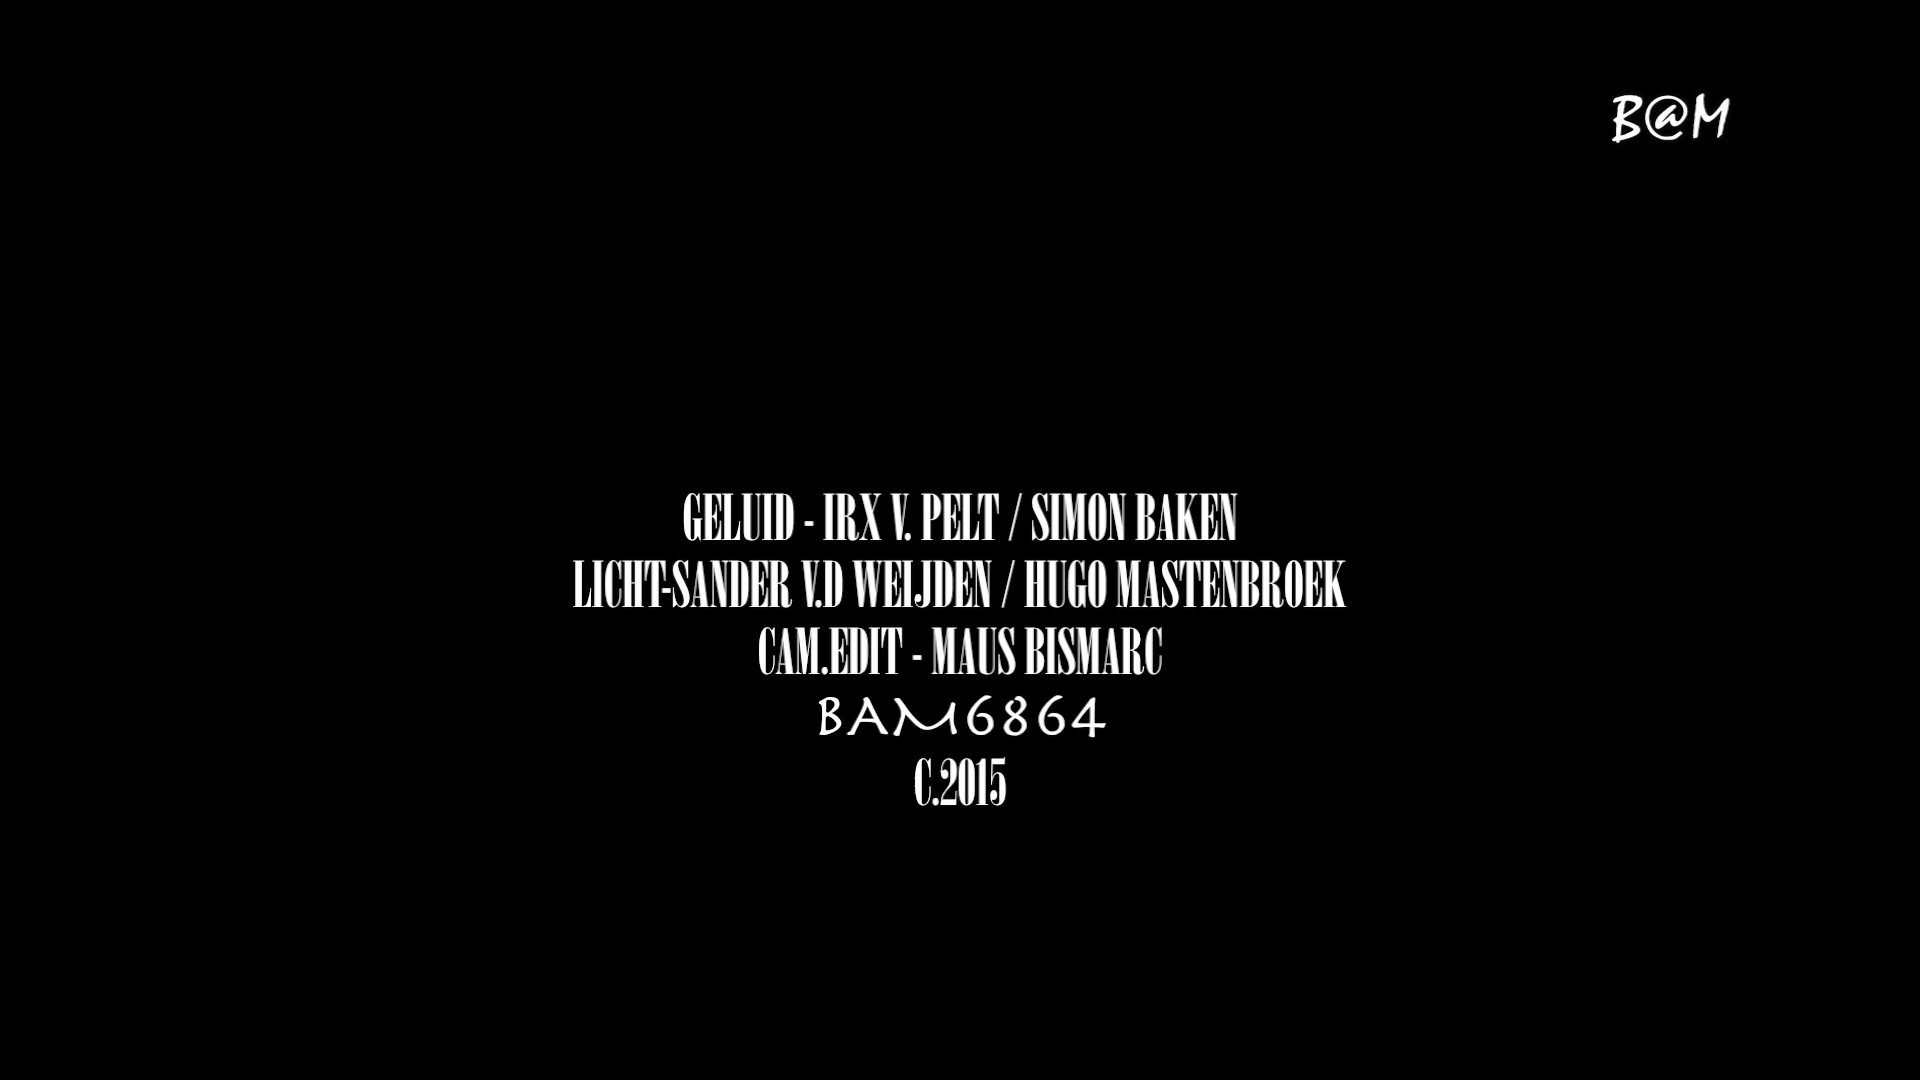 B@M
GELUID - IRX V. PELT / SIMON BAKEN
LICHT-SANDER V.D WEIJDEN / HUGO MASTENBROEK
CAM.EDIT - MAUS BISMARC
BAM6864
C.2015